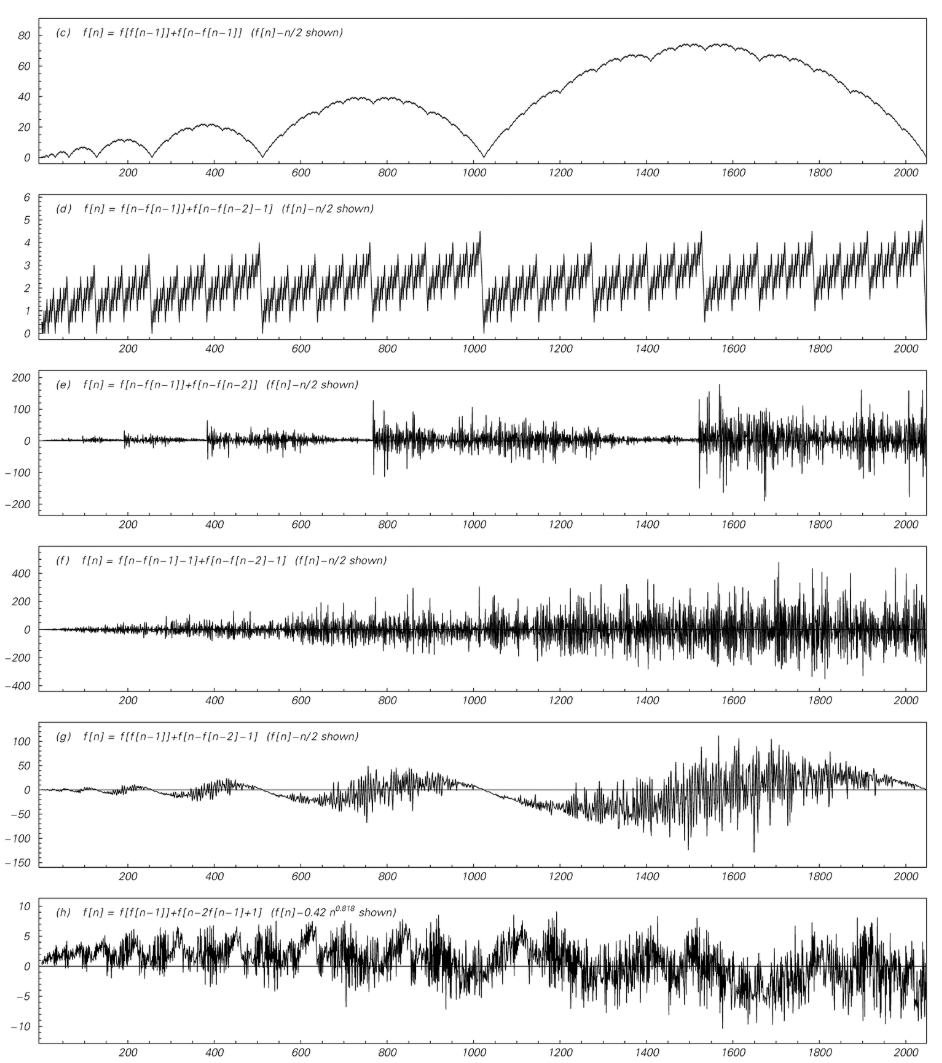 (c) f[n] = f[f[n−1]]+f[n−f[n−1]] (f[n]−n/2 shown)
80
60
40
20
0
200 400 600 800 1000 1200 1400 1600 1800 2000
(d) f[n] = f[n−f[n−1]]+f[n−f[n−2]−1] (f[n]−n/2 shown)
6
5
4
3
2
1
0
200 400 600 800 1000 1200 1400 1600 1800 2000
(e) f[n] = f[n−f[n−1]]+f[n−f[n−2]] (f[n]−n/2 shown)
200
100
0
−100
−200
200 400 600 800 1000 1200 1400 1600 1800 2000
(f) f[n] = f[n−f[n−1]−1]+f[n−f[n−2]−1] (f[n]−n/2 shown)
400
200
0
−200
−400
200 400 600 800 1000 1200 1400 1600 1800 2000
(g) f[n] = f[f[n−1]]+f[n−f[n−2]−1] (f[n]−n/2 shown)
100
50
0
−50
−100
−150
200 400 600 800 1000 1200 1400 1600 1800 2000
(h) f[n] = f[f[n−1]]+f[n−2f[n−1]+1] (f[n]−0.42 n^0.818 shown)
10
5
0
−5
−10
200 400 600 800 1000 1200 1400 1600 1800 2000